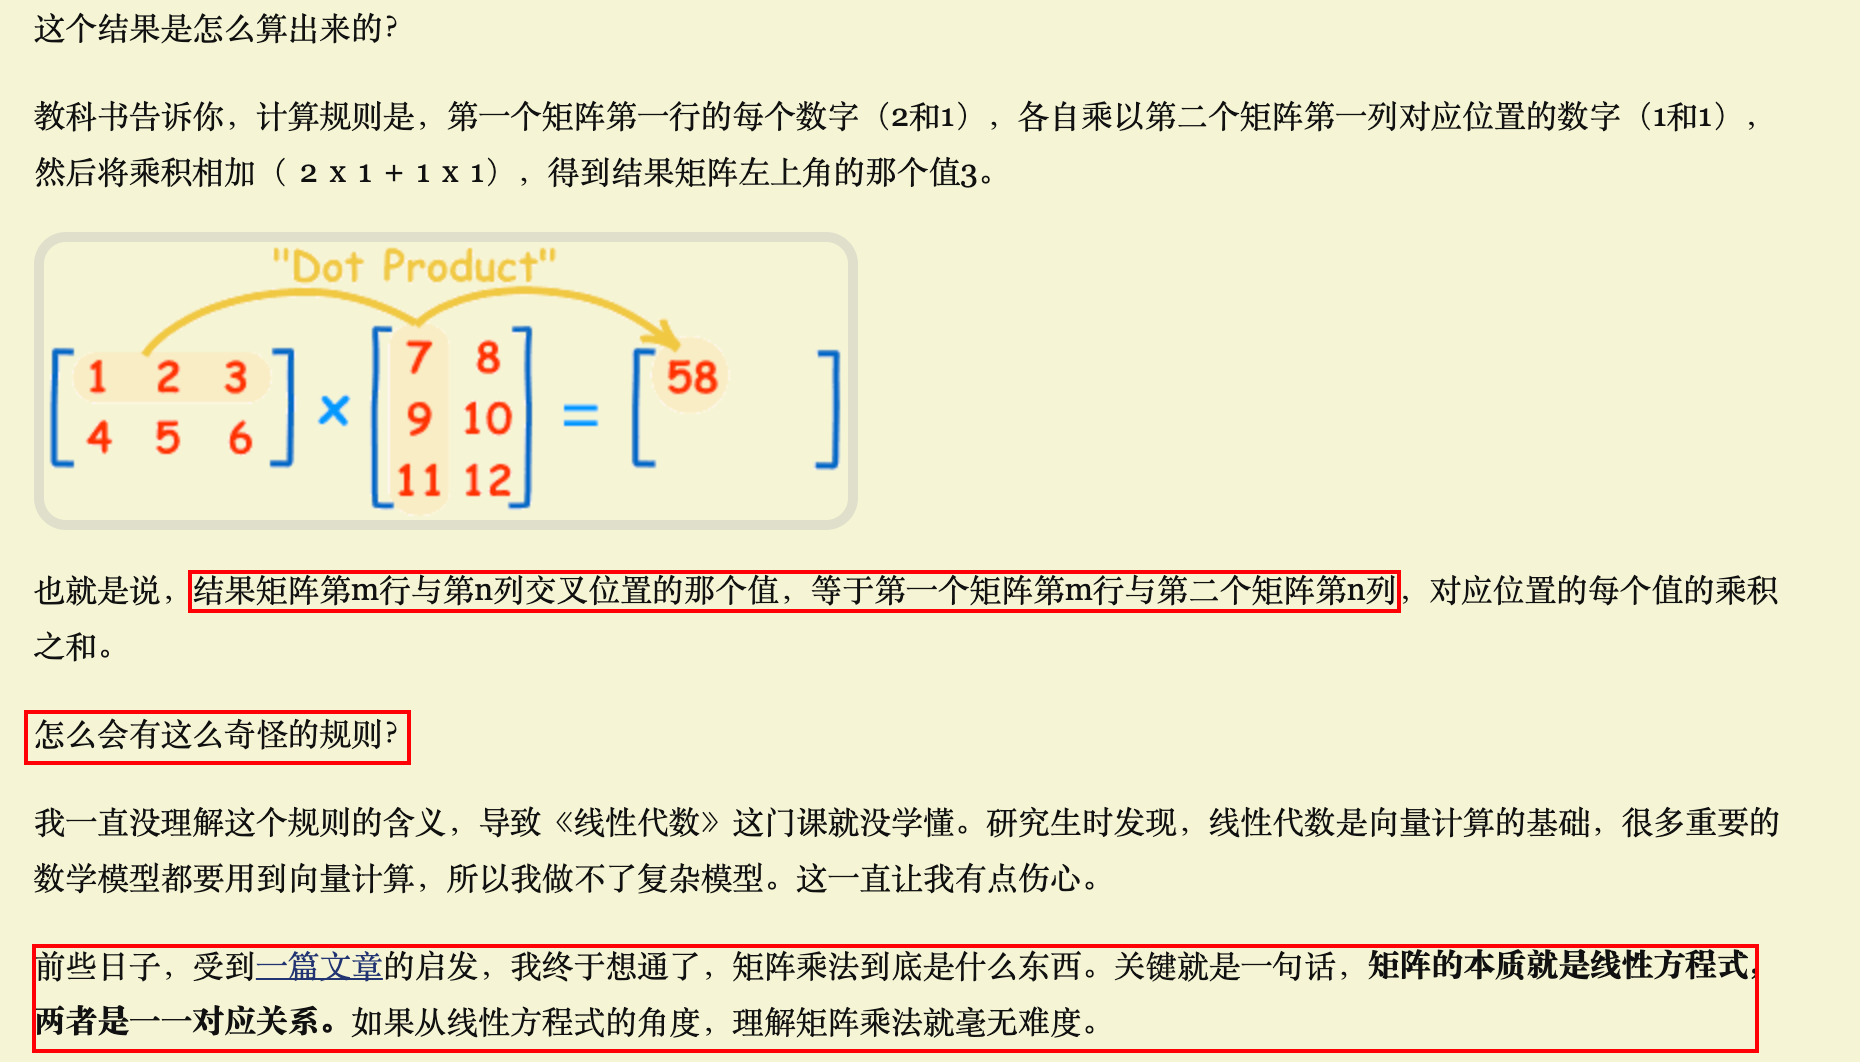 这个结果是怎么算出来的?
教科书告诉你，计算规则是，第一个矩阵第一行的每个数字（2和1），各自乘以第二个矩阵第一列对应位置的数字（1和1），
然后将乘积相加（ 2 x 1 + 1 x 1），得到结果矩阵左上角的那个值3。
"Dot Product"
[1 2 3] × [7 8] = [58 ]
4 5 6 9 10
11 12
也就是说，结果矩阵第m行与第n列交叉位置的那个值，等于第一个矩阵第m行与第二个矩阵第n列，对应位置的每个值的乘积
之和。
怎么会有这么奇怪的规则?
我一直没理解这个规则的含义，导致《线性代数》这门课就没学懂。研究生时发现，线性代数是向量计算的基础，很多重要的
数学模型都要用到向量计算，所以我做不了复杂模型。这一直让我有点伤心。
前些日子，受到一篇文章的启发，我终于想通了，矩阵乘法到底是什么东西。关键就是一句话，矩阵的本质就是线性方程式，
两者是一一对应关系。如果从线性方程式的角度，理解矩阵乘法就毫无难度。